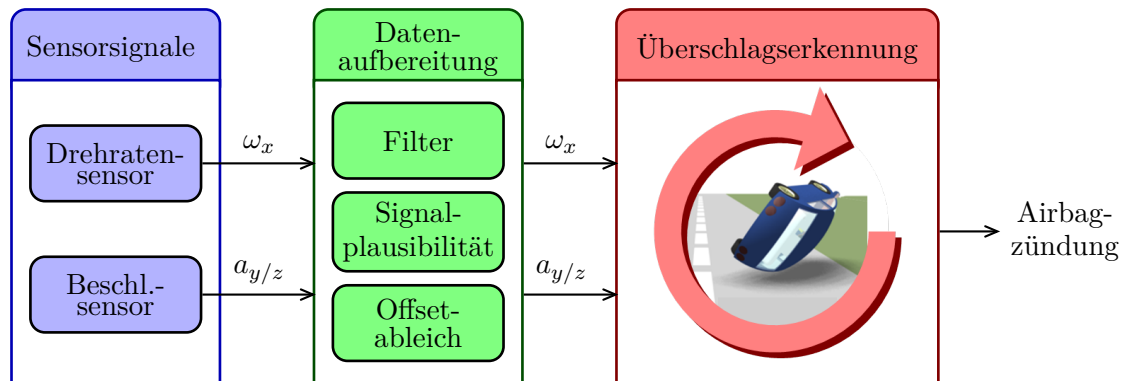 Sensorsignale
Drehraten-
sensor
Beschl.-
sensor
ω_x
a_{y/z}
Daten-
aufbereitung
Filter
Signal-
plausibilität
Offset-
ableich
ω_x
a_{y/z}
Überschlagserkennung
Airbag-
zündung